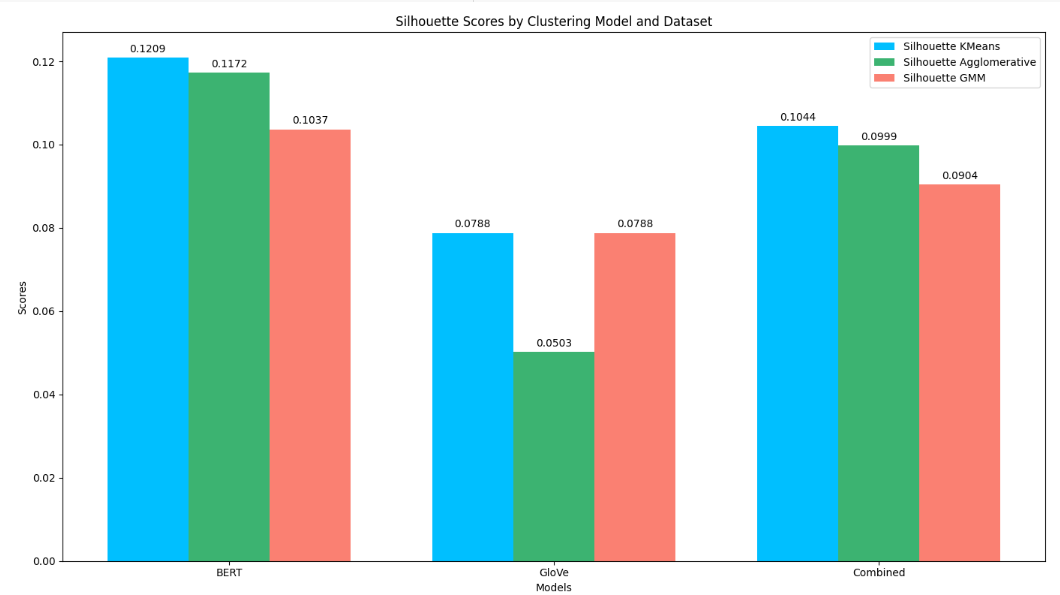 Silhouette Scores by Clustering Model and Dataset
Silhouette KMeans
Silhouette Agglomerative
Silhouette GMM
0.1209
0.1172
0.1037
0.0788
0.0503
0.0788
0.1044
0.0999
0.0904
Scores
0.12
0.10
0.08
0.06
0.04
0.02
0.00
BERT
GloVe
Combined
Models